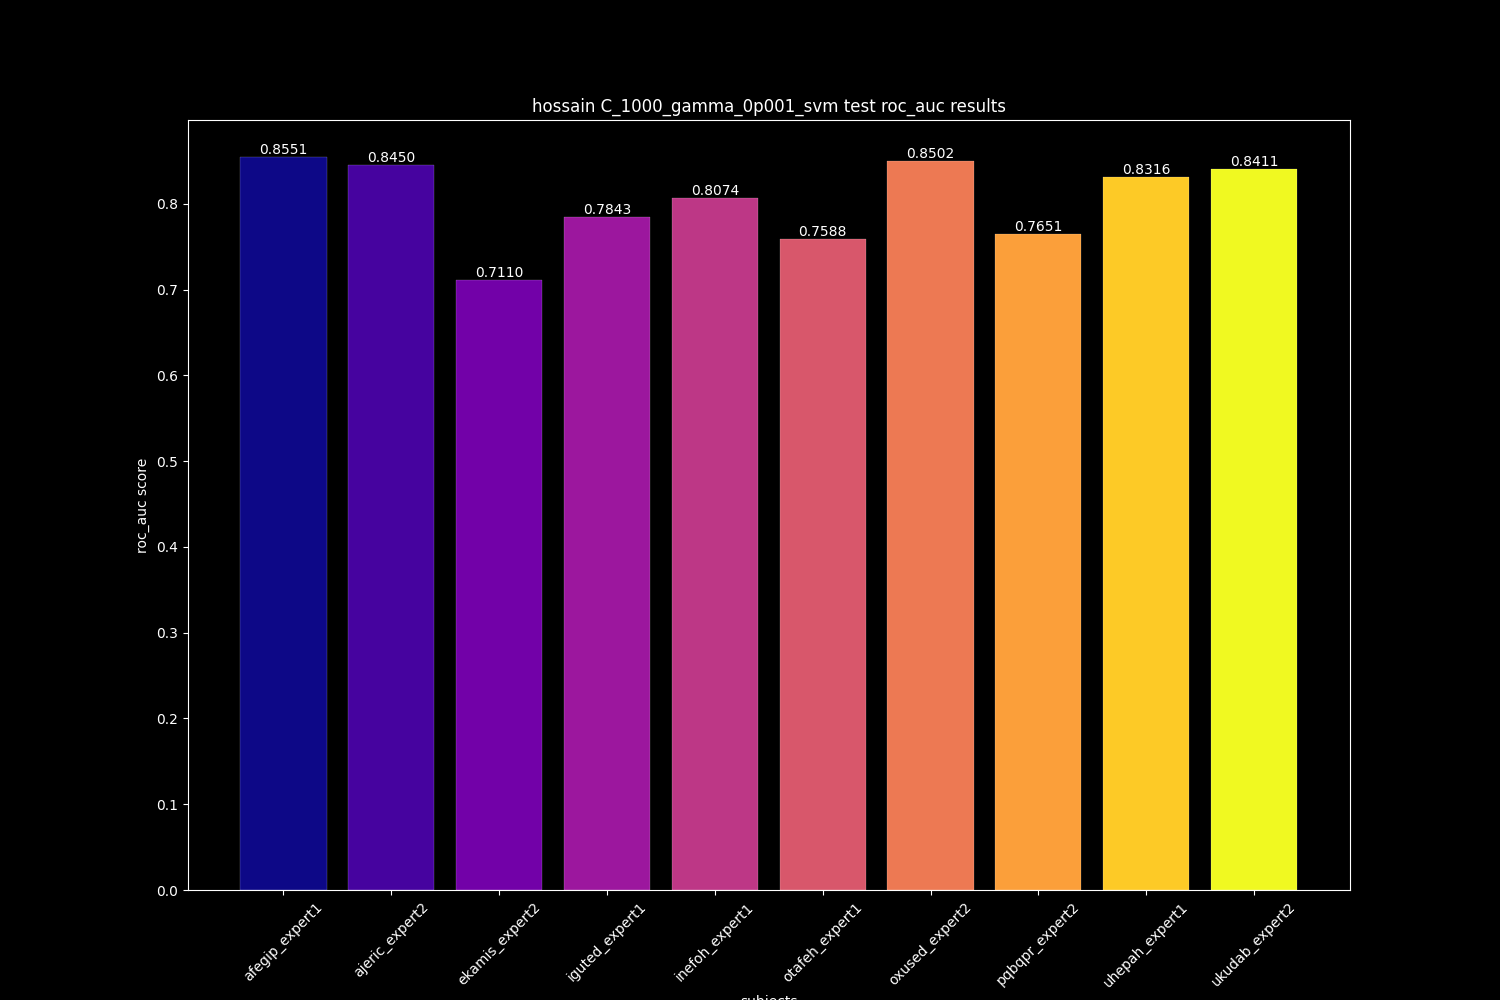 hossain C_1000_gamma_0p001_svm test roc_auc results
0.8551
0.8450
0.7110
0.7843
0.8074
0.7588
0.8502
0.7651
0.8316
0.8411
0.8
0.7
0.6
0.5
0.4
0.3
0.2
0.1
0.0
roc_auc score
afegip_expert1
ajeric_expert2
ekamis_expert2
iguted_expert1
inefoh_expert1
otafeh_expert1
oxused_expert2
pqbqpr_expert2
uhepah_expert1
ukudab_expert2
subjects